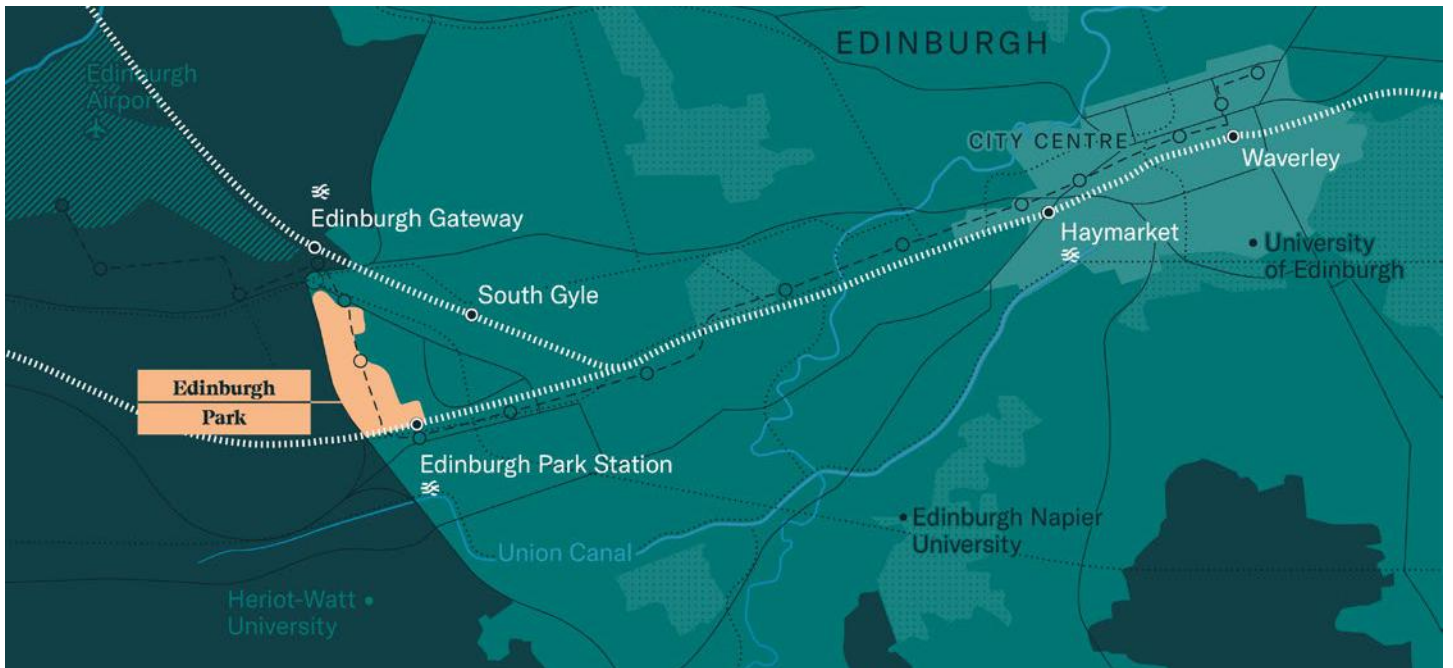 EDINBURGH
Edinburgh
Airport
CITY CENTRE
Waverley
Edinburgh Gateway
Haymarket
University
of Edinburgh
South Gyle
Edinburgh
Park
Edinburgh Park Station
Edinburgh Napier
University
Union Canal
Heriot-Watt
University